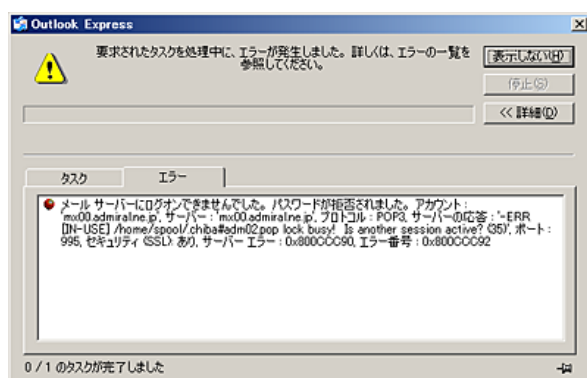 Outlook Express
要求されたタスクを処理中に、エラーが発生しました。詳しくは、エラーの一覧を
参照してください。
表示しない(H)
停止(S)
<< 詳細(D)
タスク
エラー
メール サーバーにログオンできませんでした。パスワードが拒否されました。アカウント :
'mx00.admiralne.jp', サーバー : 'mx00.admiralne.jp', プロトコル : POP3, サーバーの応答 : '-ERR
[IN-USE] /home/spool/.chiba#adm02.pop lock busy!  Is another session active? (35)', ポート :
995, セキュリティ (SSL): あり, サーバー エラー : 0x800CCC90, エラー番号 : 0x800CCC92
0 / 1 のタスクが完了しました